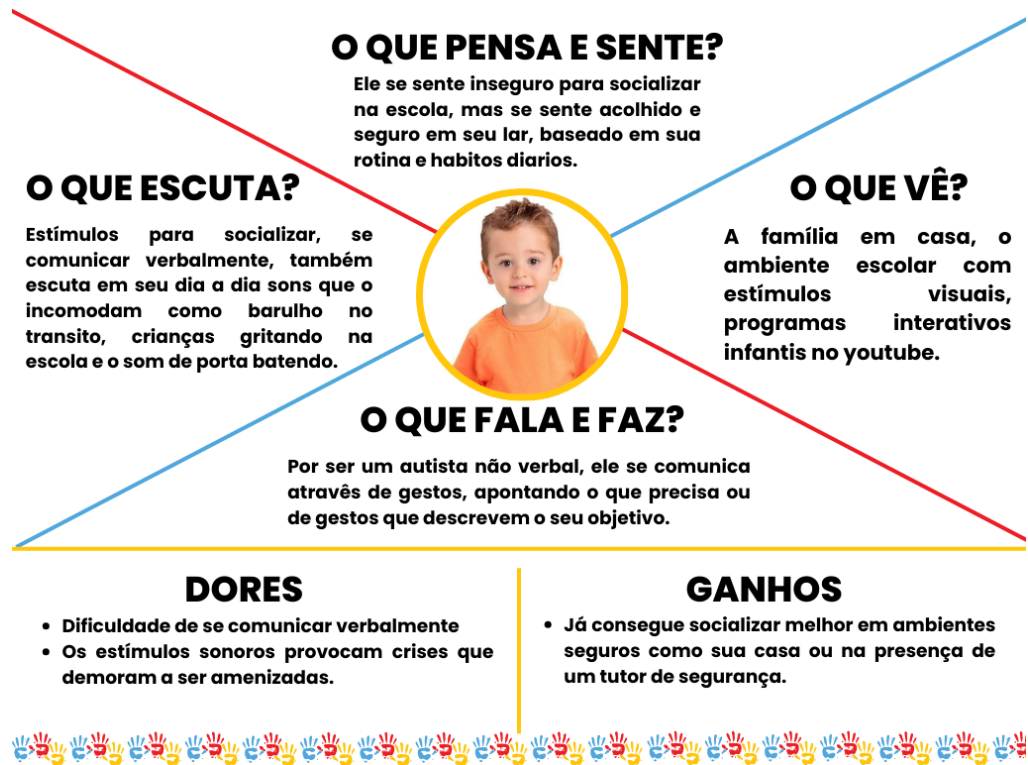 O QUE PENSA E SENTE?
Ele se sente inseguro para socializar
na escola, mas se sente acolhido e
seguro em seu lar, baseado em sua
rotina e habitos diarios.
O QUE ESCUTA?
Estímulos para socializar, se
comunicar verbalmente, também
escuta em seu dia a dia sons que o
incomodam como barulho no
transito, crianças gritando na
escola e o som de porta batendo.
O QUE VÊ?
A família em casa, o
ambiente escolar com
estímulos visuais,
programas interativos
infantis no youtube.
O QUE FALA E FAZ?
Por ser um autista não verbal, ele se comunica
atravês de gestos, apontando o que precisa ou
de gestos que descrevem o seu objetivo.
DORES
• Dificuldade de se comunicar verbalmente
• Os estímulos sonoros provocam crises que
demoram a ser amenizadas.
GANHOS
• Já consegue socializar melhor em ambientes
seguros como sua casa ou na presença de
um tutor de segurança.